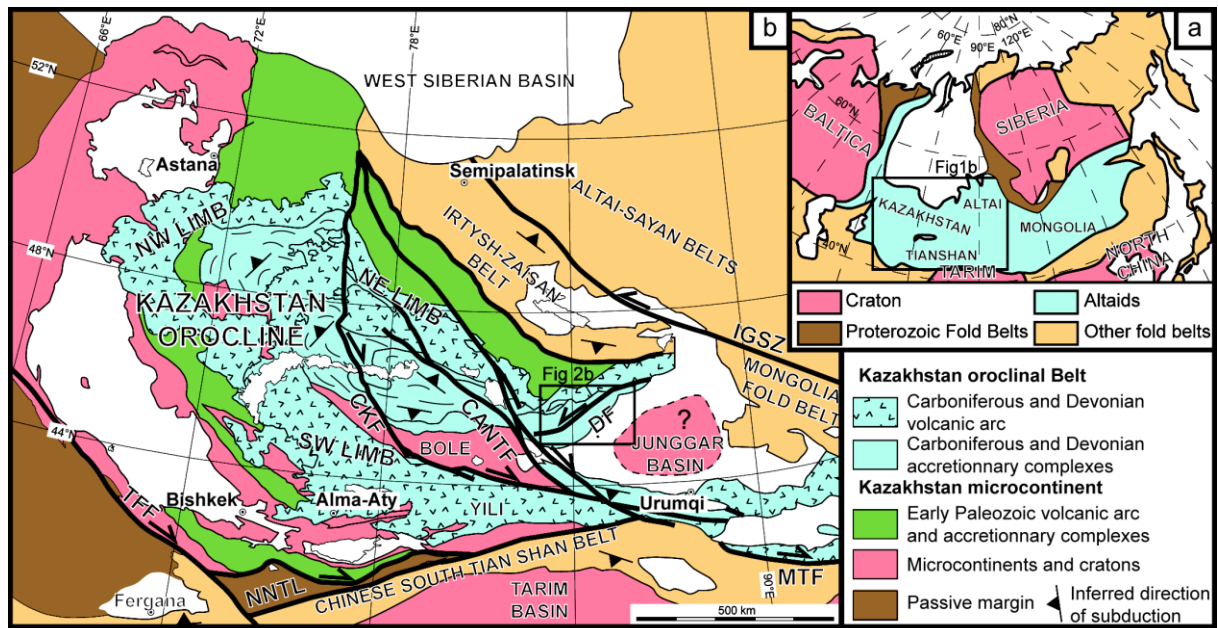 b
66°E
72°E
78°E
52°N
WEST SIBERIAN BASIN
Astana
Semipalatinsk
ALTAI-SAYAN BELTS
NW LIMB
IRTYSH-ZAISAN
BELT
48°N
NE LIMB
KAZAKHSTAN
OROCLINE
IGSZ
MONGOLIA
FOLD BELT
Fig 2b
DF
CKF
CANTF
?
JUNGGAR
BASIN
44°N
BOLE
SW LIMB
TFF
Bishkek
Alma-Aty
YILI
Urumqi
NNTL
CHINESE SOUTH TIAN SHAN BELT
MTF
90°E
Fergana
TARIM
BASIN
500 km
a
80°N
60°E
90°E
120°E
60°N
BALTICA
SIBERIA
Fig1b
KAZAKHSTAN
ALTAI
MONGOLIA
40°N
TIANSHAN
TARIM
NORTH
CHINA
Craton
Altaids
Proterozoic Fold Belts
Other fold belts
Kazakhstan oroclinal Belt
Carboniferous and Devonian
volcanic arc
Carboniferous and Devonian
accretionnary complexes
Kazakhstan microcontinent
Early Paleozoic volcanic arc
and accretionnary complexes
Microcontinents and cratons
Passive margin
Inferred direction
of subduction